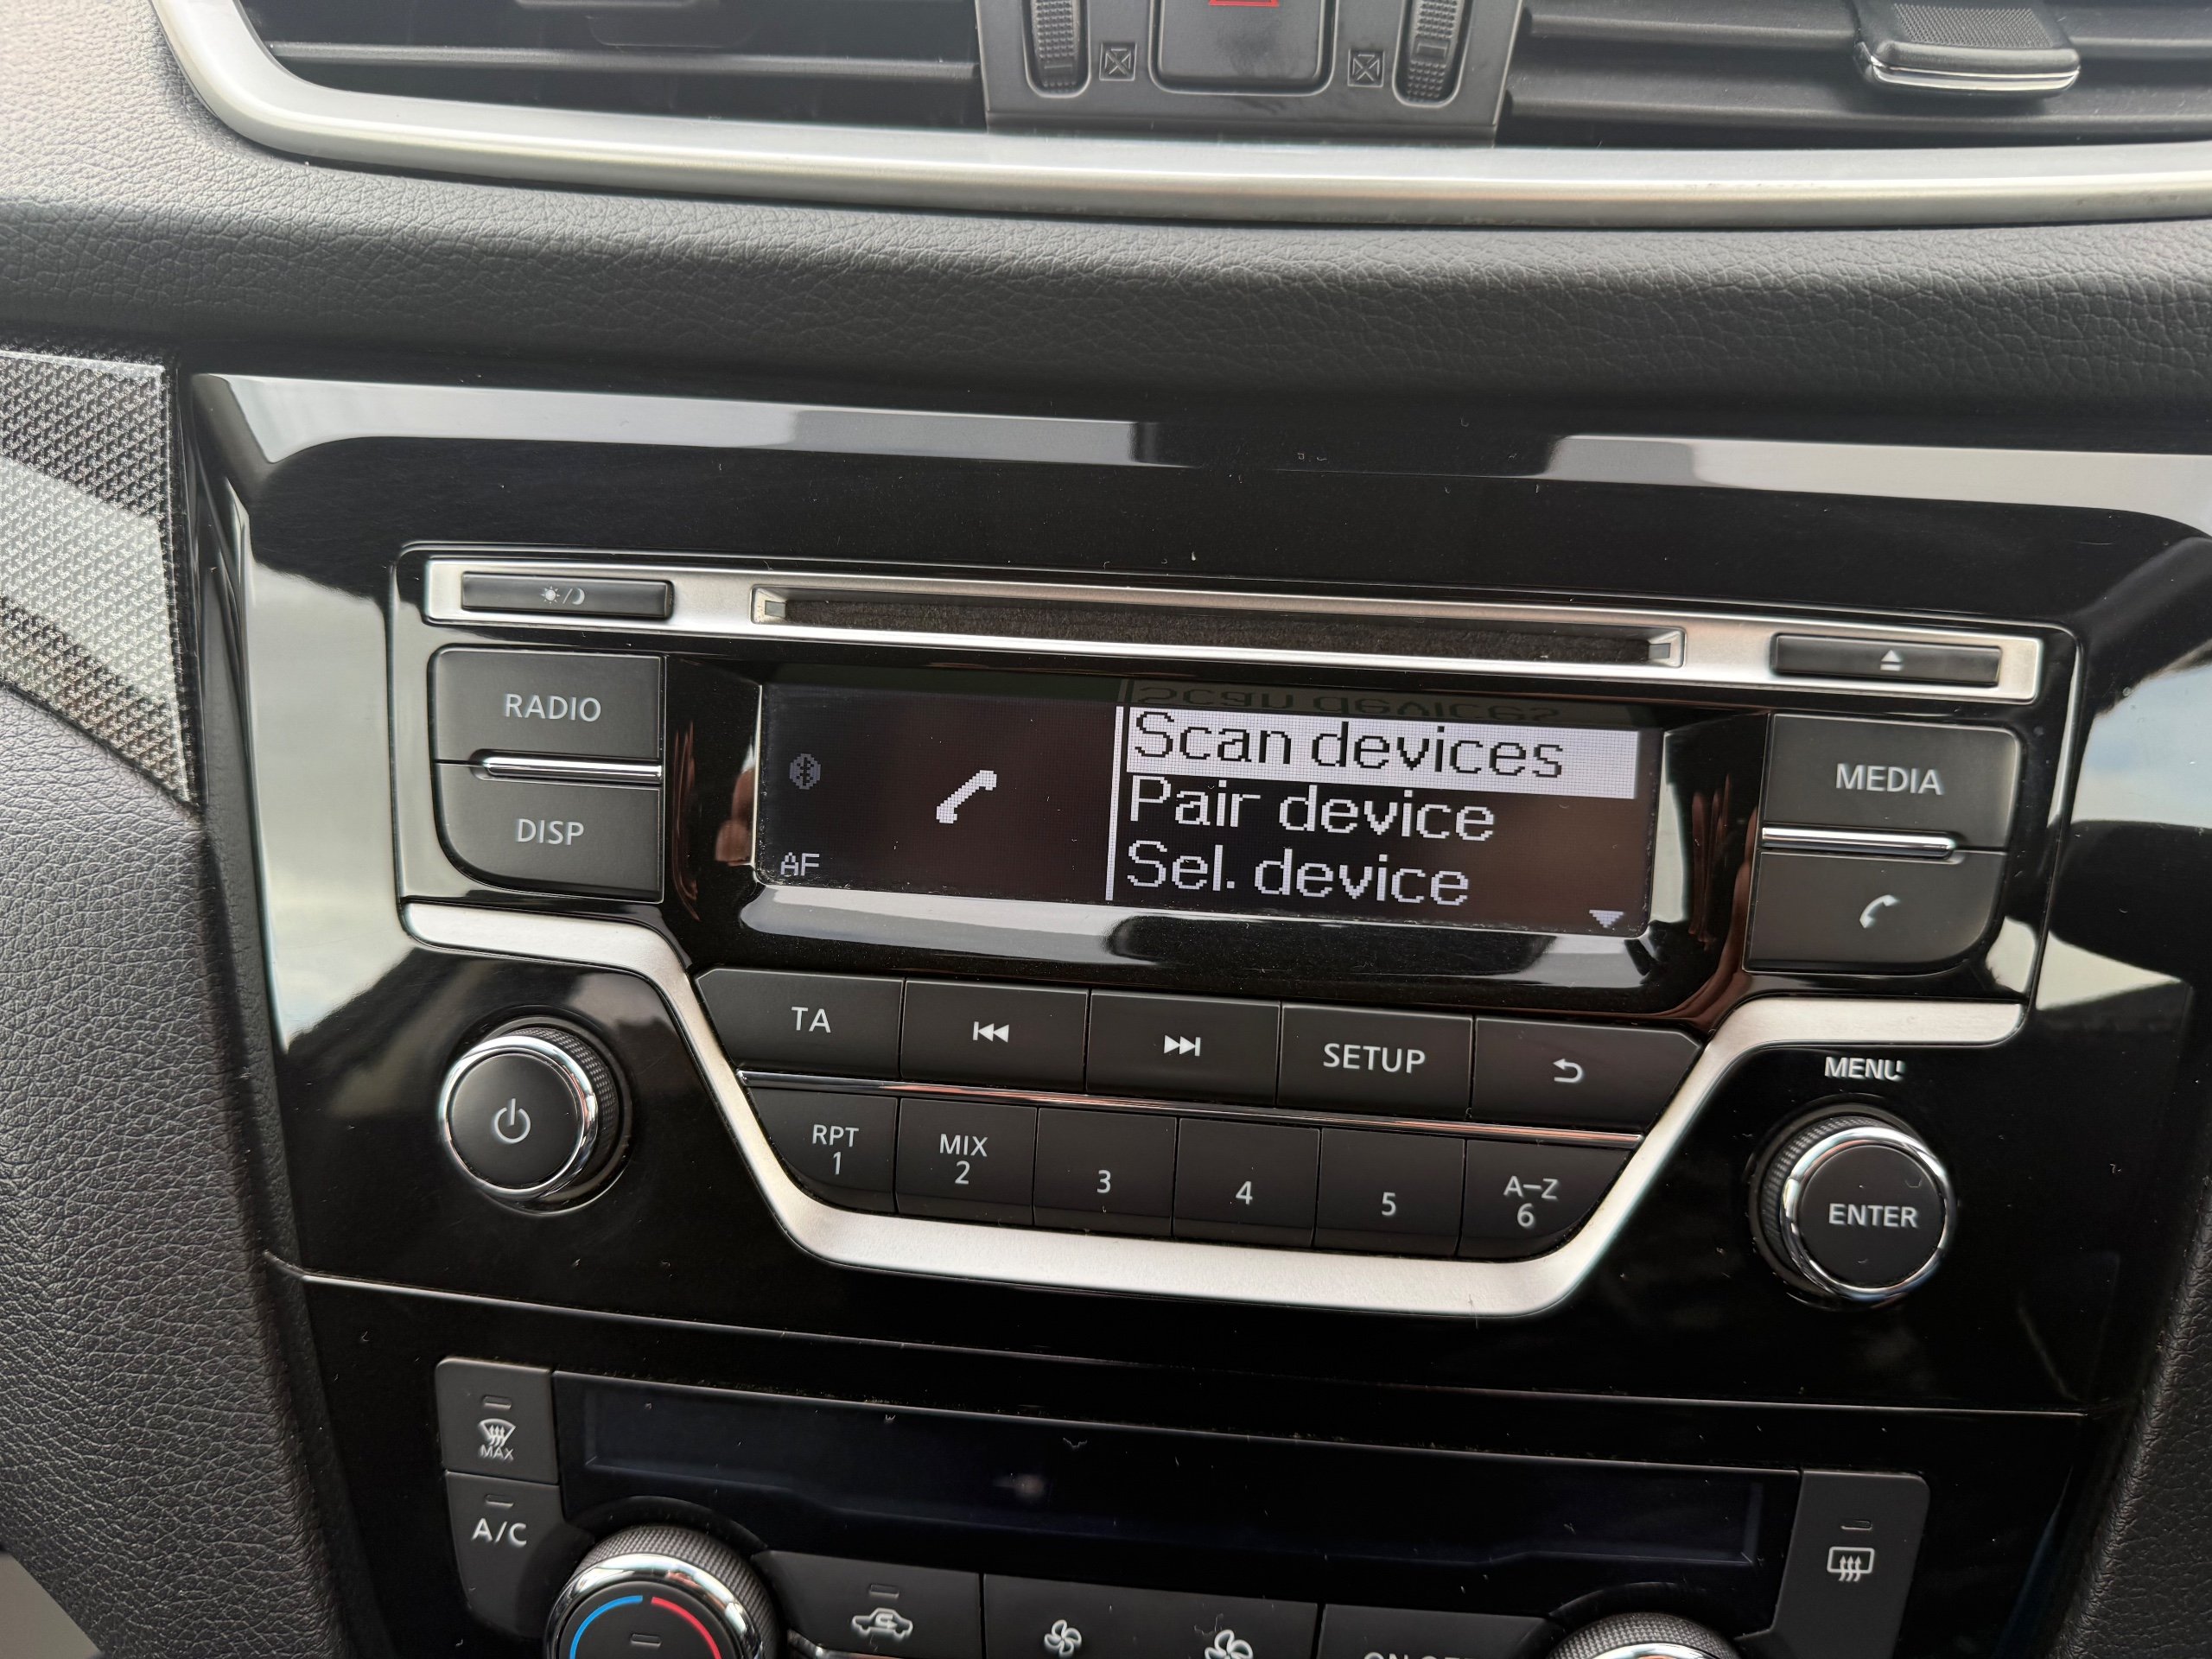 RADIO
DISP
AF
Scan devices
Pair device
Sel. device
MEDIA
TA
SETUP
MENU
RPT
1
MIX
2
3
4
5
A-Z
6
ENTER
MAX
A/C